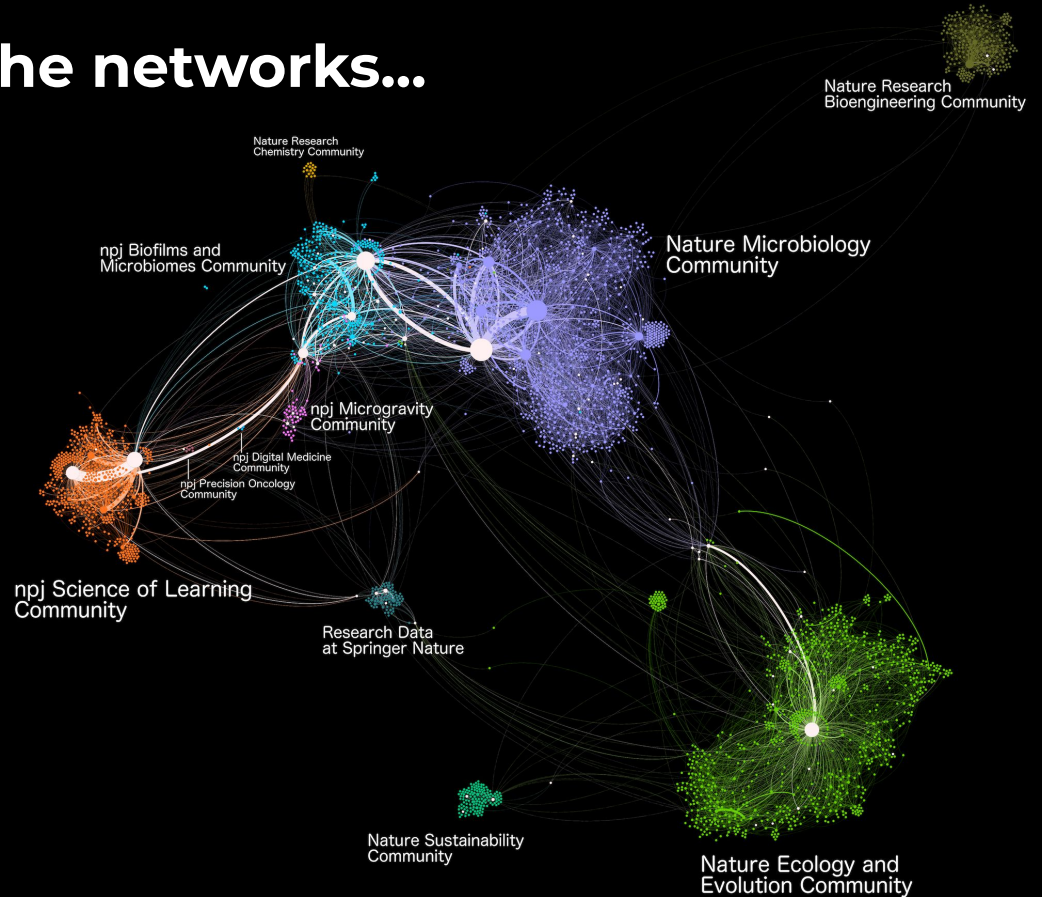 he networks...
Nature Research
Bioengineering Community
Nature Research
Chemistry Community
npj Biofilms and
Microbiomes Community
Nature Microbiology
Community
npj Microgravity
Community
npj Digital Medicine
Community
npj Precision Oncology
Community
npj Science of Learning
Community
Research Data
at Springer Nature
Nature Sustainability
Community
Nature Ecology and
Evolution Community